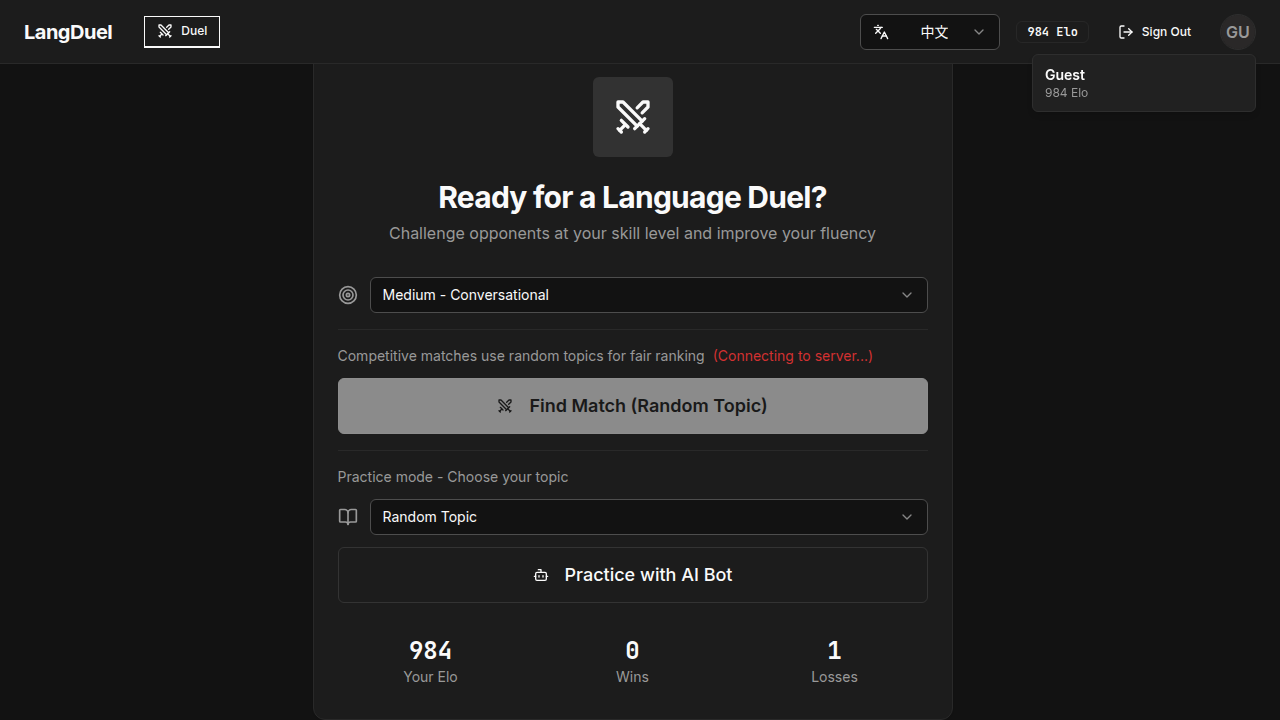 LangDuel
Duel
中文
984 Elo
Sign Out
GU
Guest
984 Elo
Ready for a Language Duel?
Challenge opponents at your skill level and improve your fluency
Medium - Conversational
Competitive matches use random topics for fair ranking (Connecting to server...)
Find Match (Random Topic)
Practice mode - Choose your topic
Random Topic
Practice with AI Bot
984
Your Elo
0
Wins
1
Losses